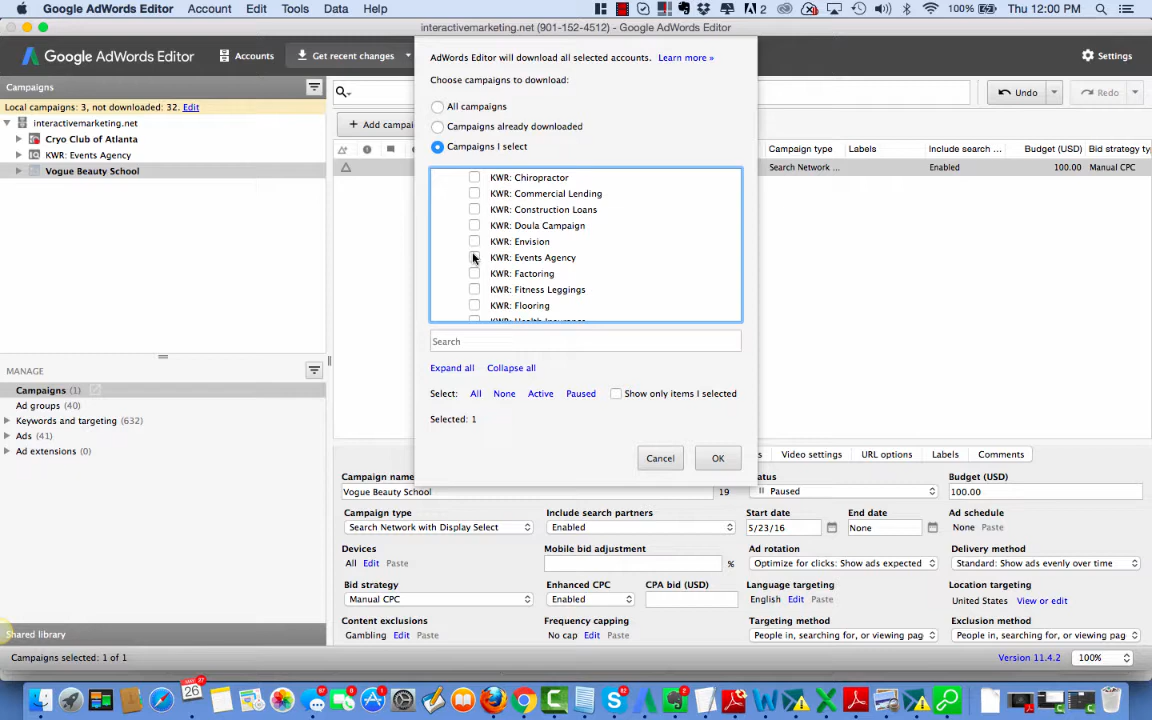 Google AdWords Editor Account Edit Tools Data Help 2 100% Thu 12:00 PM
interactivemarketing.net (901-152-4512) - Google AdWords Editor
Google AdWords Editor Accounts Get recent changes Settings
Campaigns
Local campaigns: 3, not downloaded: 32. Edit
interactivemarketing.net
Cryo Club of Atlanta
KWR: Events Agency
Vogue Beauty School
Undo Redo
+ Add campai
Campaign type Labels Include search ... Budget (USD) Bid strategy ty
Search Network ... Enabled 100.00 Manual CPC
AdWords Editor will download all selected accounts. Learn more »
Choose campaigns to download:
All campaigns
Campaigns already downloaded
Campaigns I select
KWR: Chiropractor
KWR: Commercial Lending
KWR: Construction Loans
KWR: Doula Campaign
KWR: Envision
KWR: Events Agency
KWR: Factoring
KWR: Fitness Leggings
KWR: Flooring
KWR: Health Insurance
Search
Expand all Collapse all
Select: All None Active Paused Show only items I selected
Selected: 1
Cancel OK
MANAGE
Campaigns (1)
Ad groups (40)
Keywords and targeting (632)
Ads (41)
Ad extensions (0)
Shared library
Video settings URL options Labels Comments
Campaign name Status Budget (USD)
Vogue Beauty School 19 Paused 100.00
Campaign type Include search partners Start date End date Ad schedule
Search Network with Display Select Enabled 5/23/16 None None Paste
Devices Mobile bid adjustment Ad rotation Delivery method
All Edit Paste % Optimize for clicks: Show ads expected Standard: Show ads evenly over time
Bid strategy Enhanced CPC CPA bid (USD) Language targeting Location targeting
Manual CPC Enabled English Edit Paste United States View or edit
Content exclusions Frequency capping Targeting method Exclusion method
Gambling Edit Paste No cap Edit Paste People in, searching for, or viewing pag People in, searching for, or viewing pag
Campaigns selected: 1 of 1 Version 11.4.2 100%